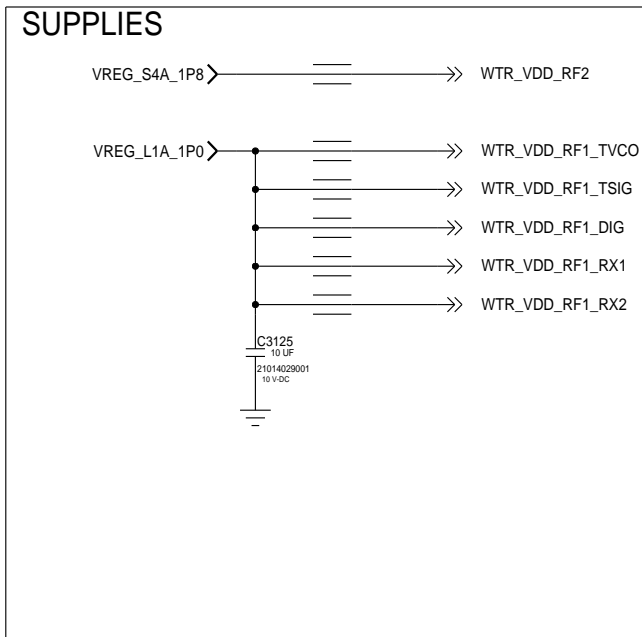 SUPPLIES
VREG_S4A_1P8 WTR_VDD_RF2
VREG_L1A_1P0 WTR_VDD_RF1_TVCO
WTR_VDD_RF1_TSIG
WTR_VDD_RF1_DIG
WTR_VDD_RF1_RX1
WTR_VDD_RF1_RX2
C3125
10 UF
21014029001
10 V-DC